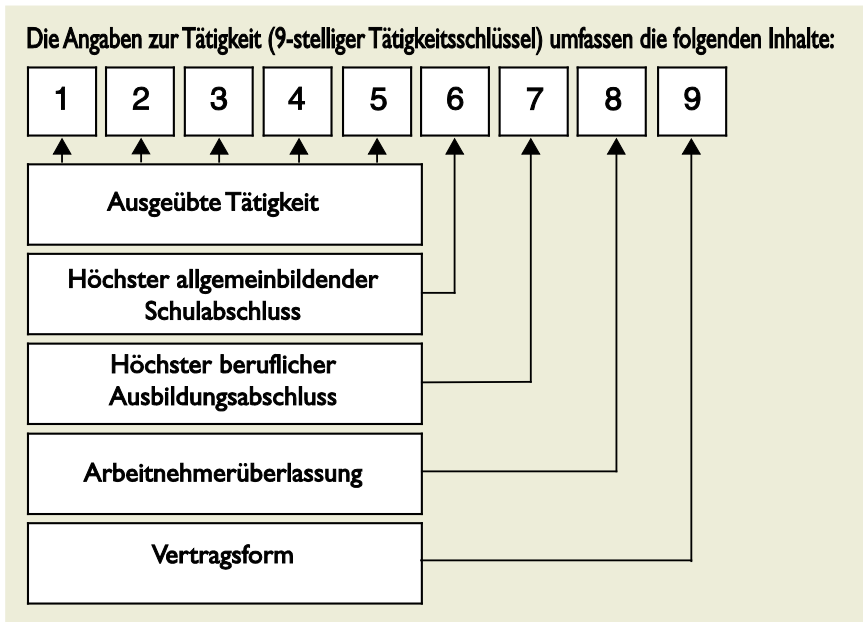 Die Angaben zur Tätigkeit (9-stelliger Tätigkeitsschlüssel) umfassen die folgenden Inhalte:
1 2 3 4 5 6 7 8 9
Ausgeübte Tätigkeit
Höchster allgemeinbildender
Schulabschluss
Höchster beruflicher
Ausbildungsabschluss
Arbeitnehmerüberlassung
Vertragsform